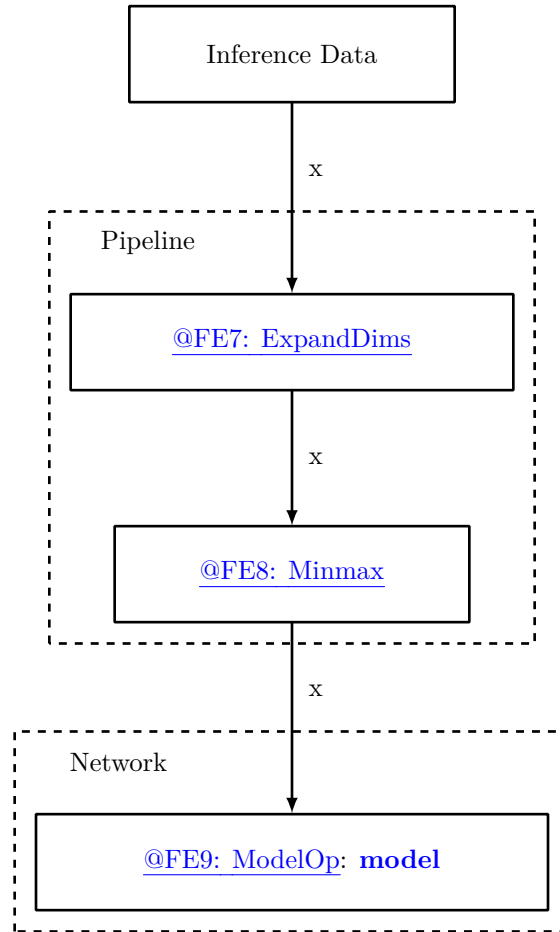 Inference Data
x
Pipeline
@FE7: ExpandDims
x
@FE8: Minmax
x
Network
@FE9: ModelOp: model